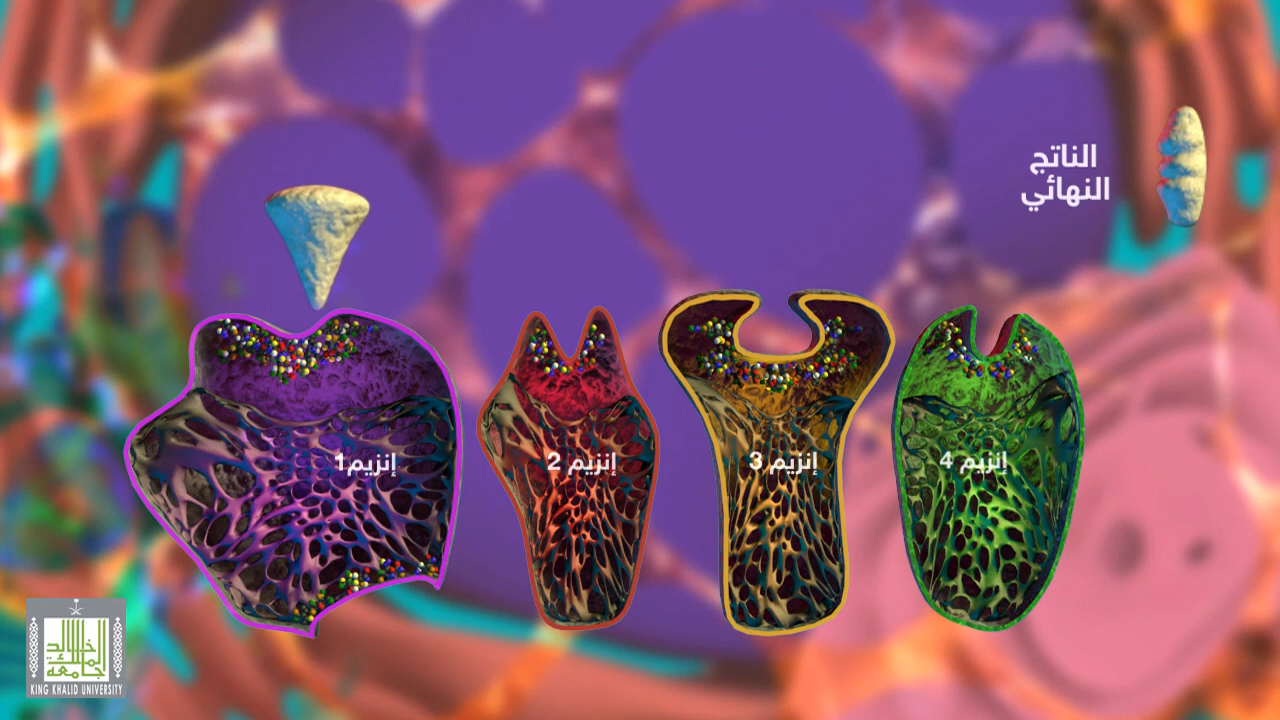 الناتج
النهائي
إنزيم1
إنزيم 2
إنزيم 3
إنزيم 4
جامعة
الملك
خالد
KING KHALID UNIVERSITY